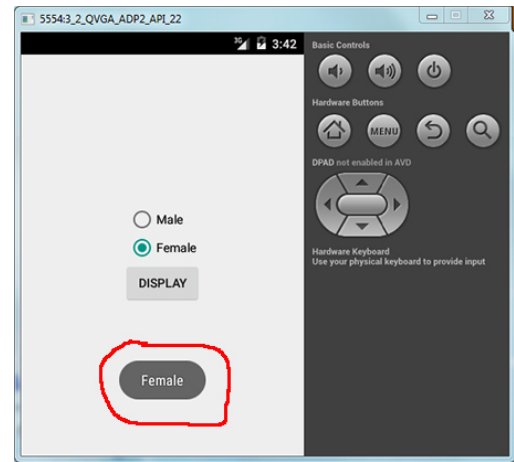 5554:3_2_QVGA_ADP2_API_22
3G 3:42
Basic Controls
Hardware Buttons
MENU
DPAD not enabled in AVD
Male
Female
DISPLAY
Hardware Keyboard
Use your physical keyboard to provide input
Female